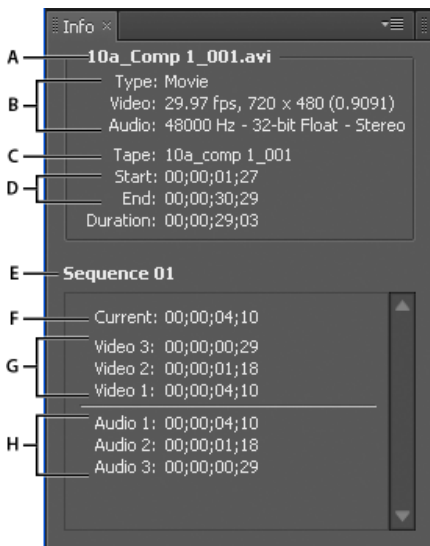 Info ×
A 10a_Comp 1_001.avi
Type: Movie
B Video: 29.97 fps, 720 x 480 (0.9091)
Audio: 48000 Hz - 32-bit Float - Stereo
C Tape: 10a_comp 1_001
D Start: 00;00;01;27
End: 00;00;30;29
Duration: 00;00;29;03
E Sequence 01
F Current: 00;00;04;10
Video 3: 00;00;00;29
G Video 2: 00;00;01;18
Video 1: 00;00;04;10
Audio 1: 00;00;04;10
H Audio 2: 00;00;01;18
Audio 3: 00;00;00;29